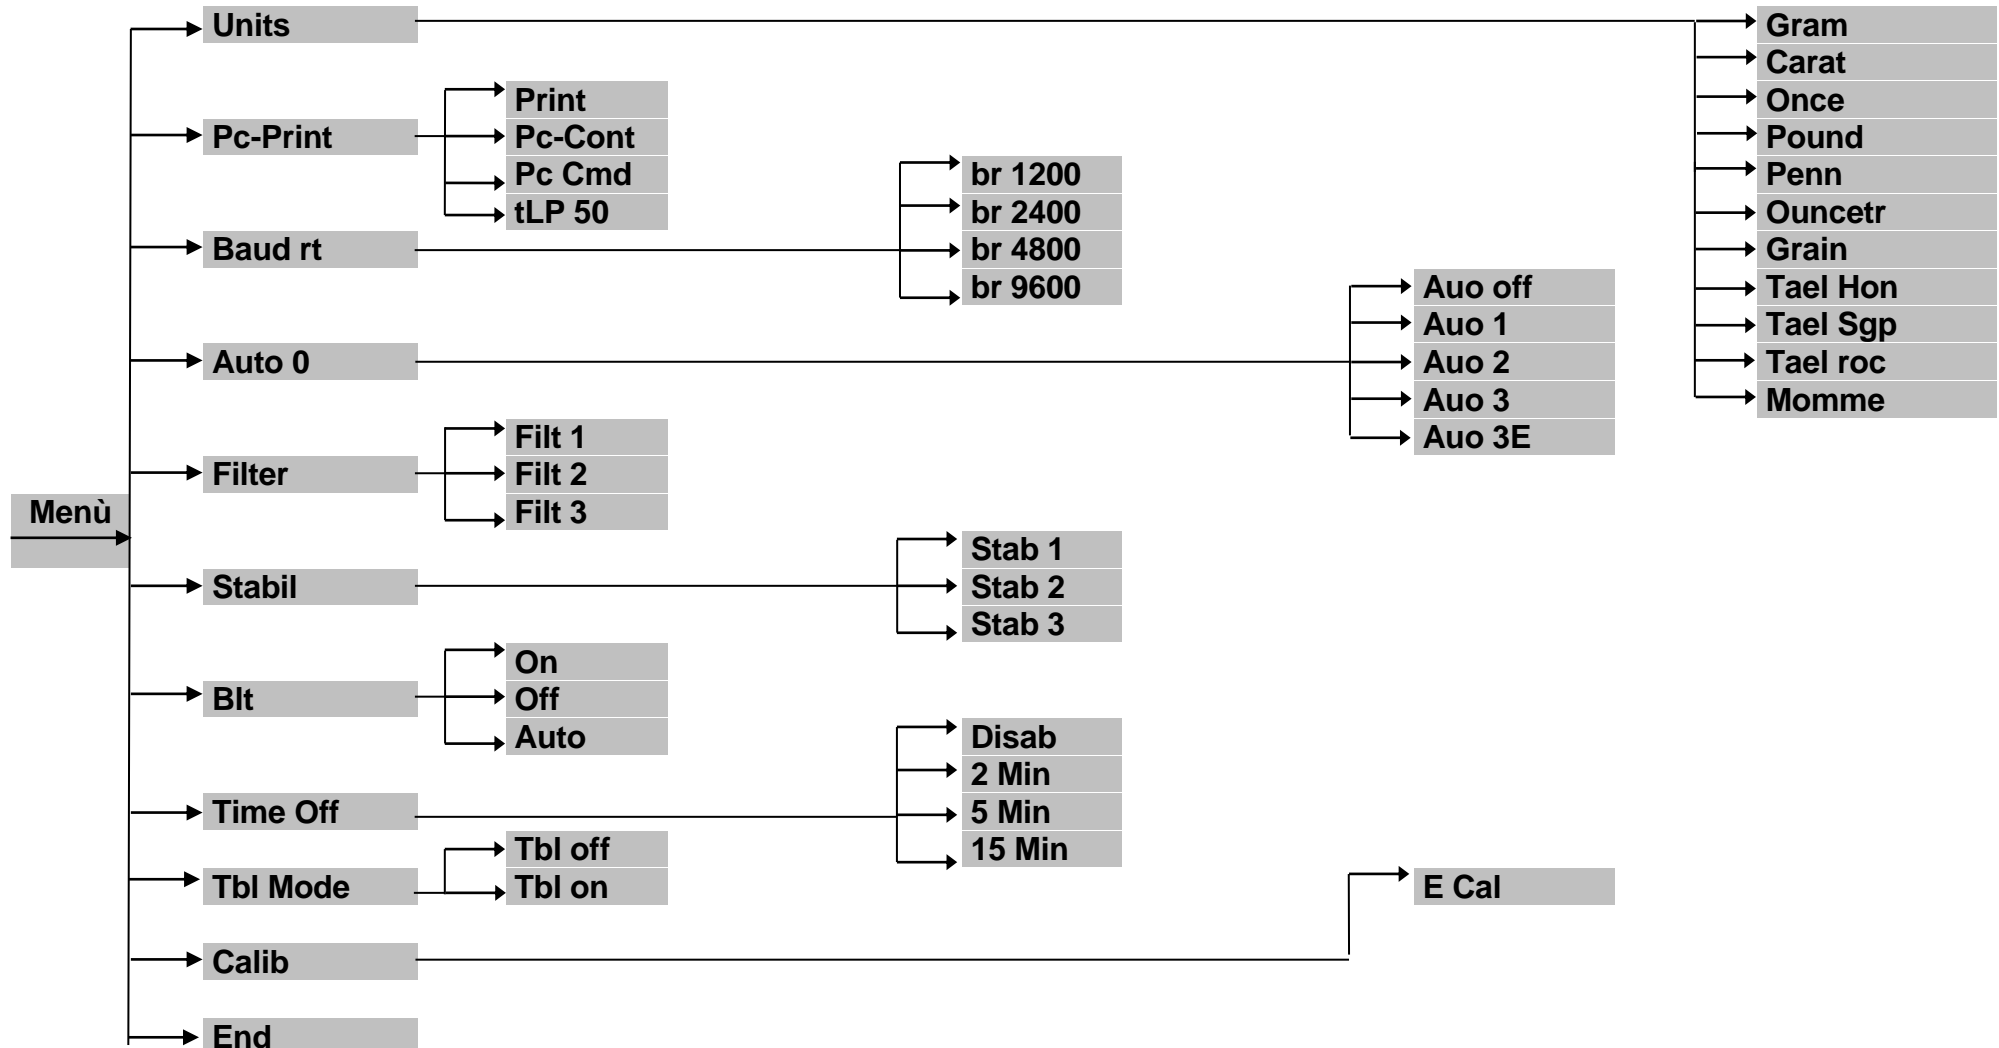 Menù
Units
Gram
Carat
Once
Pound
Penn
Ouncetr
Grain
Tael Hon
Tael Sgp
Tael roc
Momme
Pc-Print
Print
Pc-Cont
Pc Cmd
tLP 50
Baud rt
br 1200
br 2400
br 4800
br 9600
Auto 0
Auo off
Auo 1
Auo 2
Auo 3
Auo 3E
Filter
Filt 1
Filt 2
Filt 3
Stabil
Stab 1
Stab 2
Stab 3
Blt
On
Off
Auto
Time Off
Disab
2 Min
5 Min
15 Min
Tbl Mode
Tbl off
Tbl on
Calib
E Cal
End